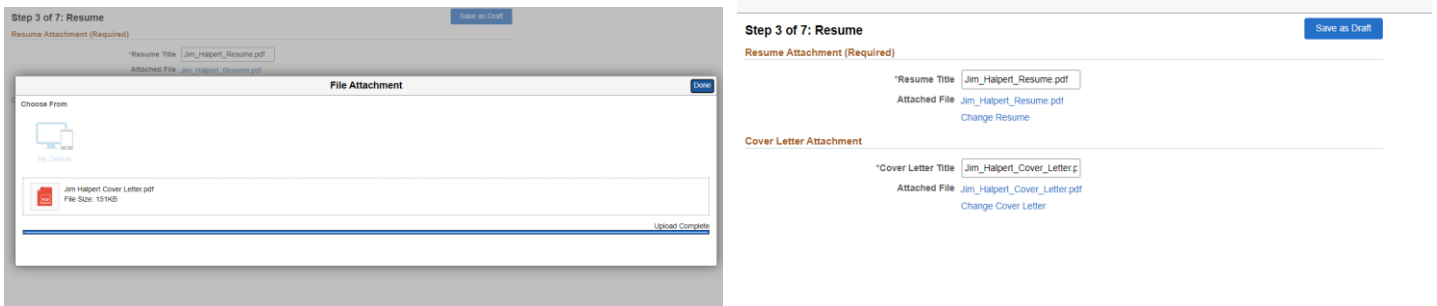 Step 3 of 7: Resume
Save as Draft
Resume Attachment (Required)
*Resume Title Jim_Halpert_Resume.pdf
Attached File Jim_Halpert_Resume.pdf
File Attachment
Done
Choose From
My Device
PDF
Jim Halpert Cover Letter.pdf
File Size: 151KB
Upload Complete
Step 3 of 7: Resume
Save as Draft
Resume Attachment (Required)
*Resume Title Jim_Halpert_Resume.pdf
Attached File Jim_Halpert_Resume.pdf
Change Resume
Cover Letter Attachment
*Cover Letter Title Jim_Halpert_Cover_Letter.p
Attached File Jim_Halpert_Cover_Letter.pdf
Change Cover Letter